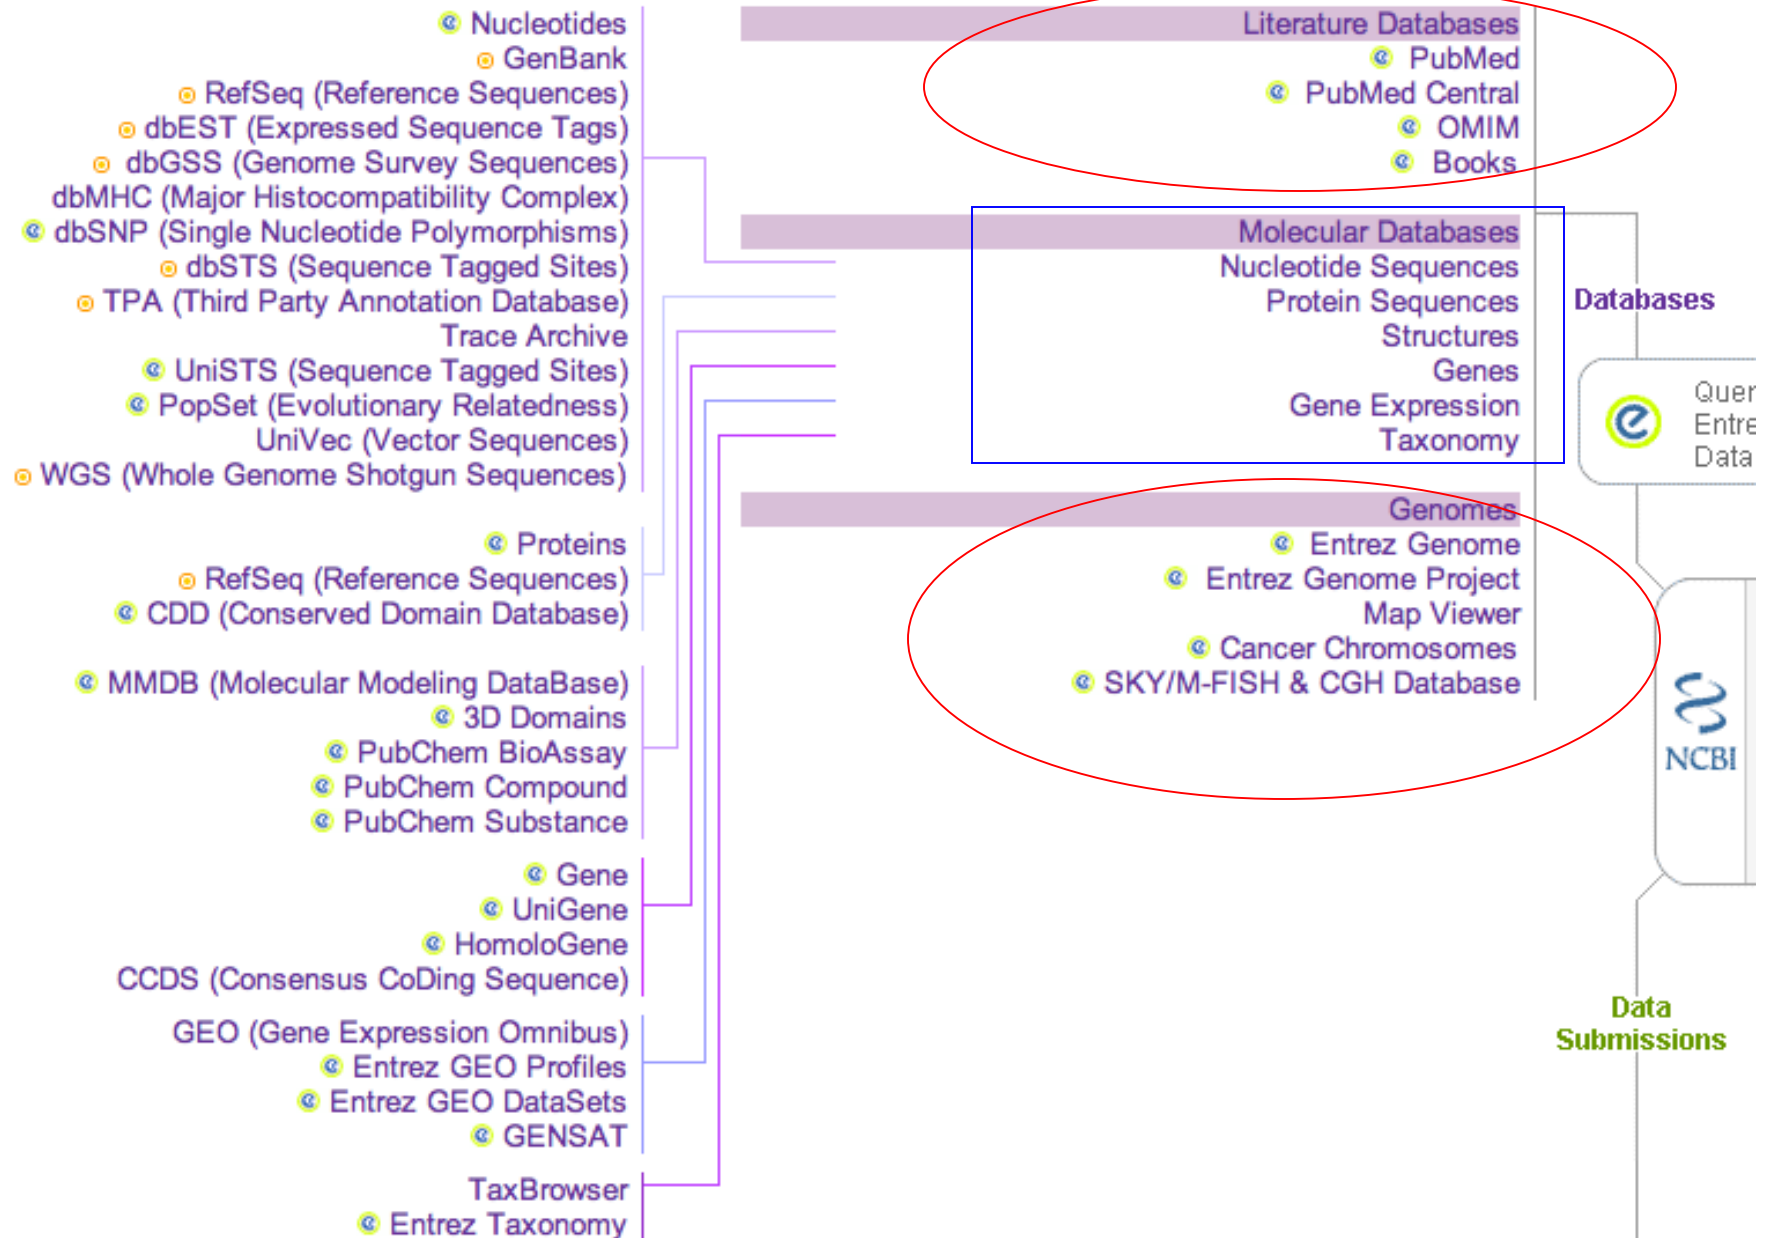 Nucleotides
GenBank
RefSeq (Reference Sequences)
dbEST (Expressed Sequence Tags)
dbGSS (Genome Survey Sequences)
dbMHC (Major Histocompatibility Complex)
dbSNP (Single Nucleotide Polymorphisms)
dbSTS (Sequence Tagged Sites)
TPA (Third Party Annotation Database)
Trace Archive
UniSTS (Sequence Tagged Sites)
PopSet (Evolutionary Relatedness)
UniVec (Vector Sequences)
WGS (Whole Genome Shotgun Sequences)
Proteins
RefSeq (Reference Sequences)
CDD (Conserved Domain Database)
MMDB (Molecular Modeling DataBase)
3D Domains
PubChem BioAssay
PubChem Compound
PubChem Substance
Gene
UniGene
HomoloGene
CCDS (Consensus CoDing Sequence)
GEO (Gene Expression Omnibus)
Entrez GEO Profiles
Entrez GEO DataSets
GENSAT
TaxBrowser
Entrez Taxonomy
Literature Databases
PubMed
PubMed Central
OMIM
Books
Molecular Databases
Nucleotide Sequences
Protein Sequences
Structures
Genes
Gene Expression
Taxonomy
Genomes
Entrez Genome
Entrez Genome Project
Map Viewer
Cancer Chromosomes
SKY/M-FISH & CGH Database
Databases
Quer
Entre
Data
NCBI
Data
Submissions